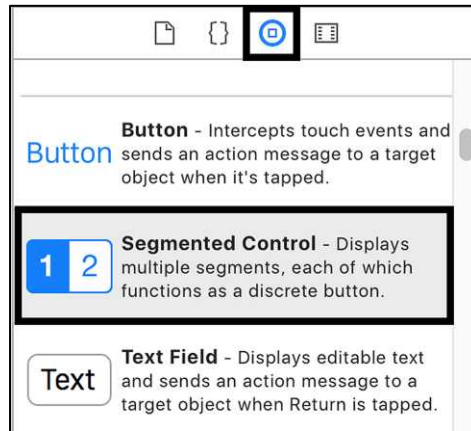 {}
Button
Button - Intercepts touch events and
sends an action message to a target
object when it's tapped.
1 2
Segmented Control - Displays
multiple segments, each of which
functions as a discrete button.
Text
Text Field - Displays editable text
and sends an action message to a
target object when Return is tapped.